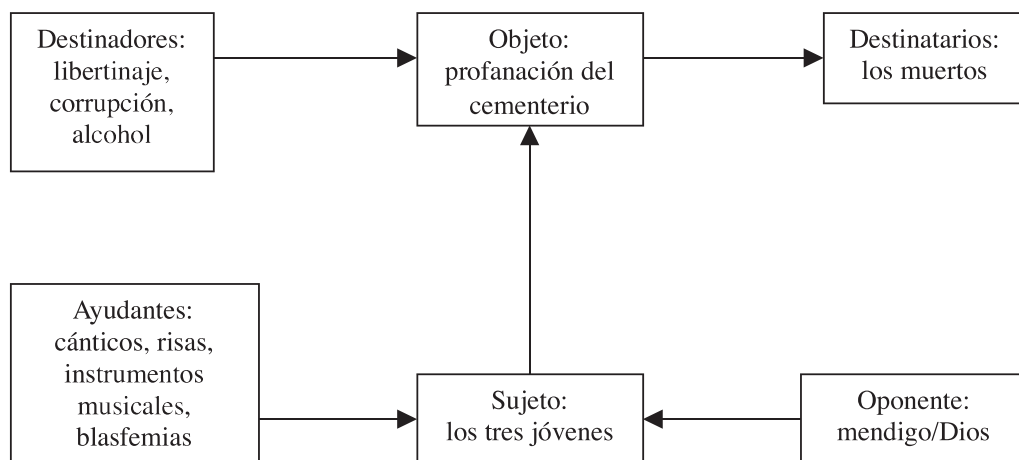 Destinadores:
libertinaje,
corrupción,
alcohol
Objeto:
profanación del
cementerio
Destinatarios:
los muertos
Ayudantes:
cánticos, risas,
instrumentos
musicales,
blasfemias
Sujeto:
los tres jóvenes
Oponente:
mendigo/Dios